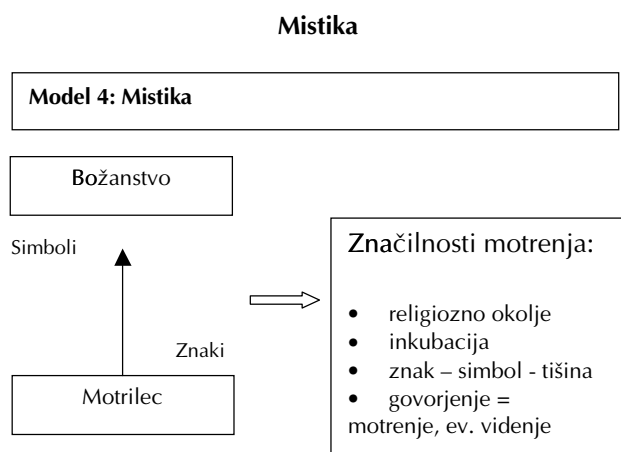 Mistika
Model 4: Mistika
Božanstvo
Simboli
Znaki
Motrilec
Značilnosti motrenja:
• religiozno okolje
• inkubacija
• znak – simbol - tišina
• govorjenje =
motrenje, ev. videnje